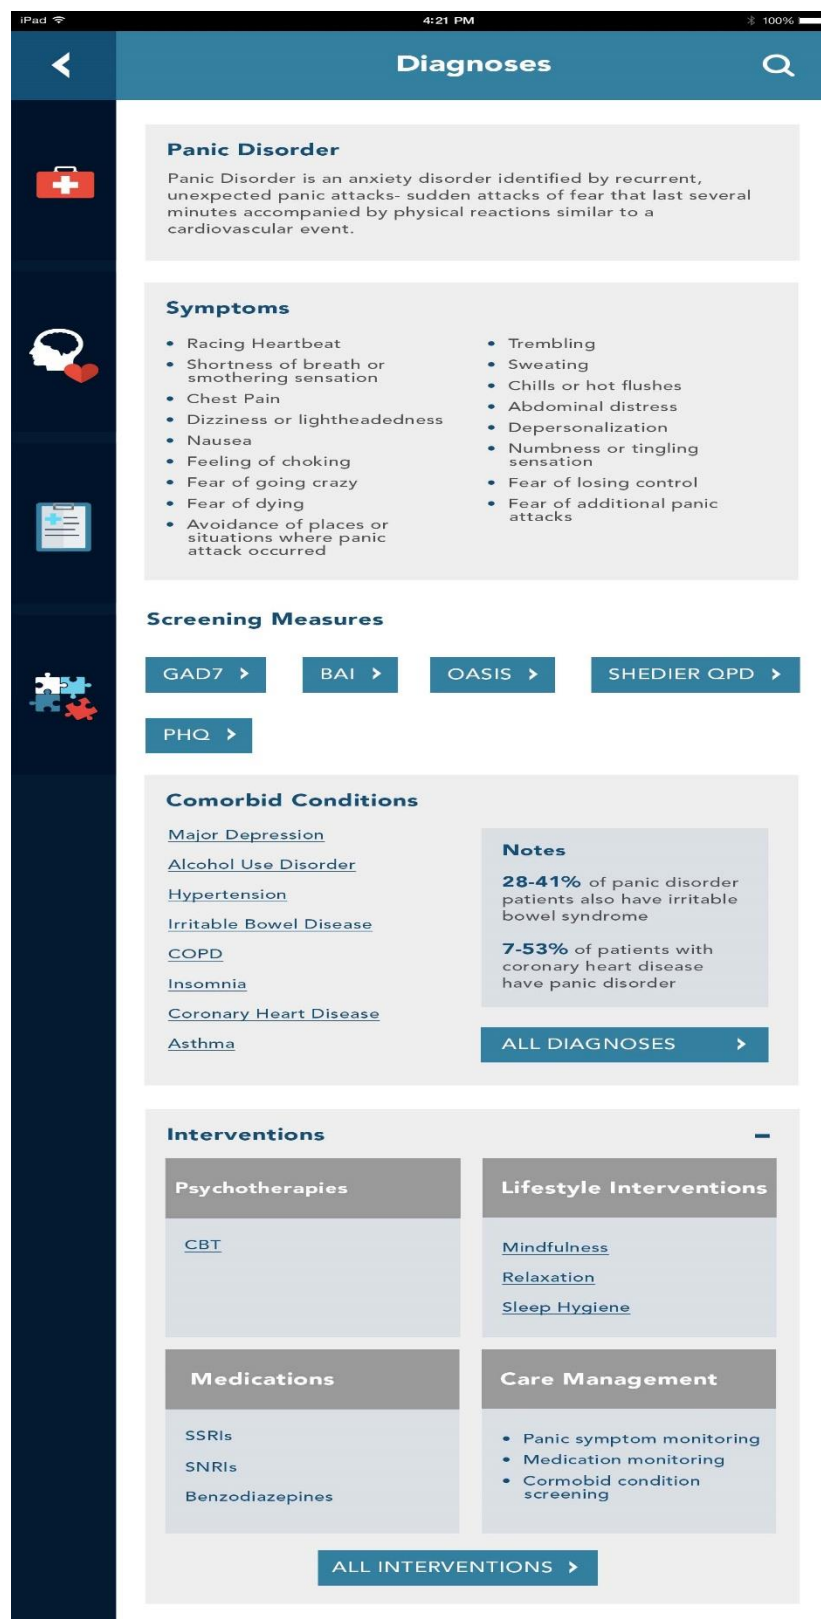 iPad 4:21 PM 100%
Diagnoses
Panic Disorder
Panic Disorder is an anxiety disorder identified by recurrent,
unexpected panic attacks- sudden attacks of fear that last several
minutes accompanied by physical reactions similar to a
cardiovascular event.
Symptoms
• Racing Heartbeat
• Shortness of breath or
smothering sensation
• Chest Pain
• Dizziness or lightheadedness
• Nausea
• Feeling of choking
• Fear of going crazy
• Fear of dying
• Avoidance of places or
situations where panic
attack occurred
• Trembling
• Sweating
• Chills or hot flushes
• Abdominal distress
• Depersonalization
• Numbness or tingling
sensation
• Fear of losing control
• Fear of additional panic
attacks
Screening Measures
GAD7 >
BAI >
OASIS >
SHEDIER QPD >
PHQ >
Comorbid Conditions
Major Depression
Alcohol Use Disorder
Hypertension
Irritable Bowel Disease
COPD
Insomnia
Coronary Heart Disease
Asthma
Notes
28-41% of panic disorder
patients also have irritable
bowel syndrome
7-53% of patients with
coronary heart disease
have panic disorder
ALL DIAGNOSES >
Interventions
Psychotherapies
CBT
Lifestyle Interventions
Mindfulness
Relaxation
Sleep Hygiene
Medications
SSRIs
SNRIs
Benzodiazepines
Care Management
• Panic symptom monitoring
• Medication monitoring
• Cormobid condition
screening
ALL INTERVENTIONS >